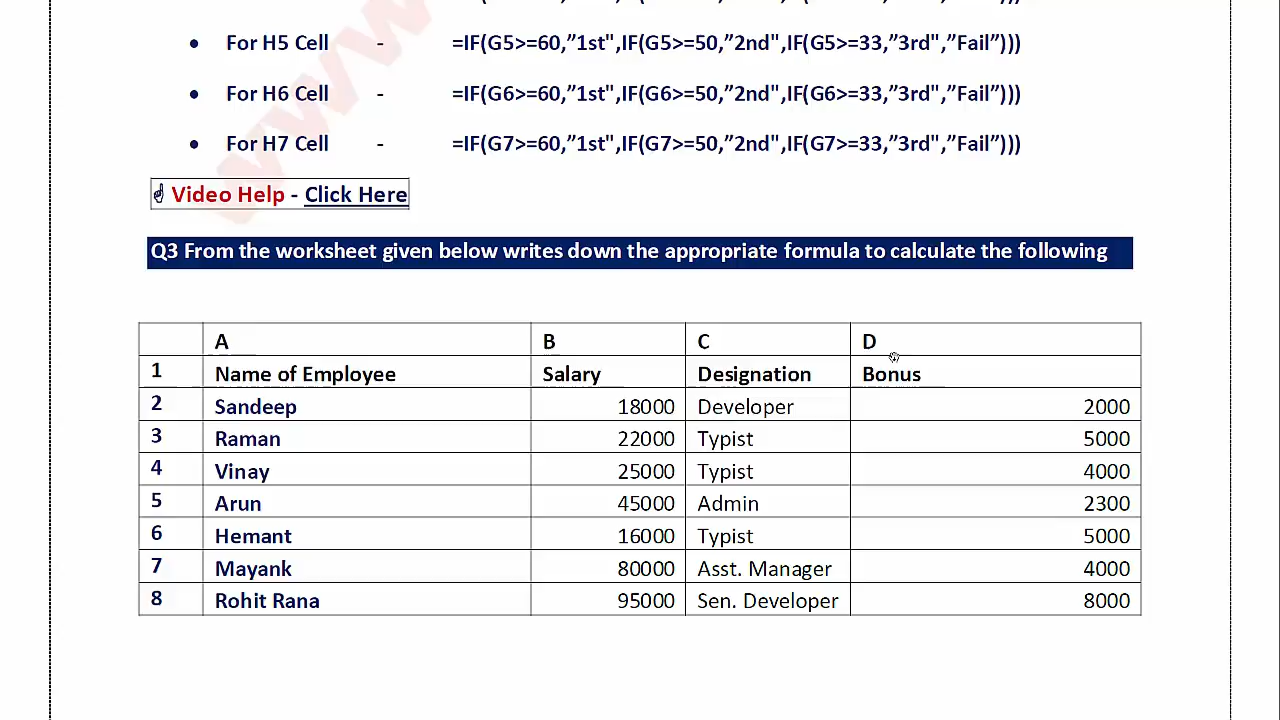 • For H5 Cell - =IF(G5>=60,”1st",IF(G5>=50,”2nd",IF(G5>=33,”3rd",”Fail”)))
• For H6 Cell - =IF(G6>=60,”1st",IF(G6>=50,”2nd",IF(G6>=33,”3rd",”Fail”)))
• For H7 Cell - =IF(G7>=60,”1st",IF(G7>=50,”2nd",IF(G7>=33,”3rd",”Fail”)))
Video Help - Click Here
Q3 From the worksheet given below writes down the appropriate formula to calculate the following
A B C D
1 Name of Employee Salary Designation Bonus
2 Sandeep 18000 Developer 2000
3 Raman 22000 Typist 5000
4 Vinay 25000 Typist 4000
5 Arun 45000 Admin 2300
6 Hemant 16000 Typist 5000
7 Mayank 80000 Asst. Manager 4000
8 Rohit Rana 95000 Sen. Developer 8000